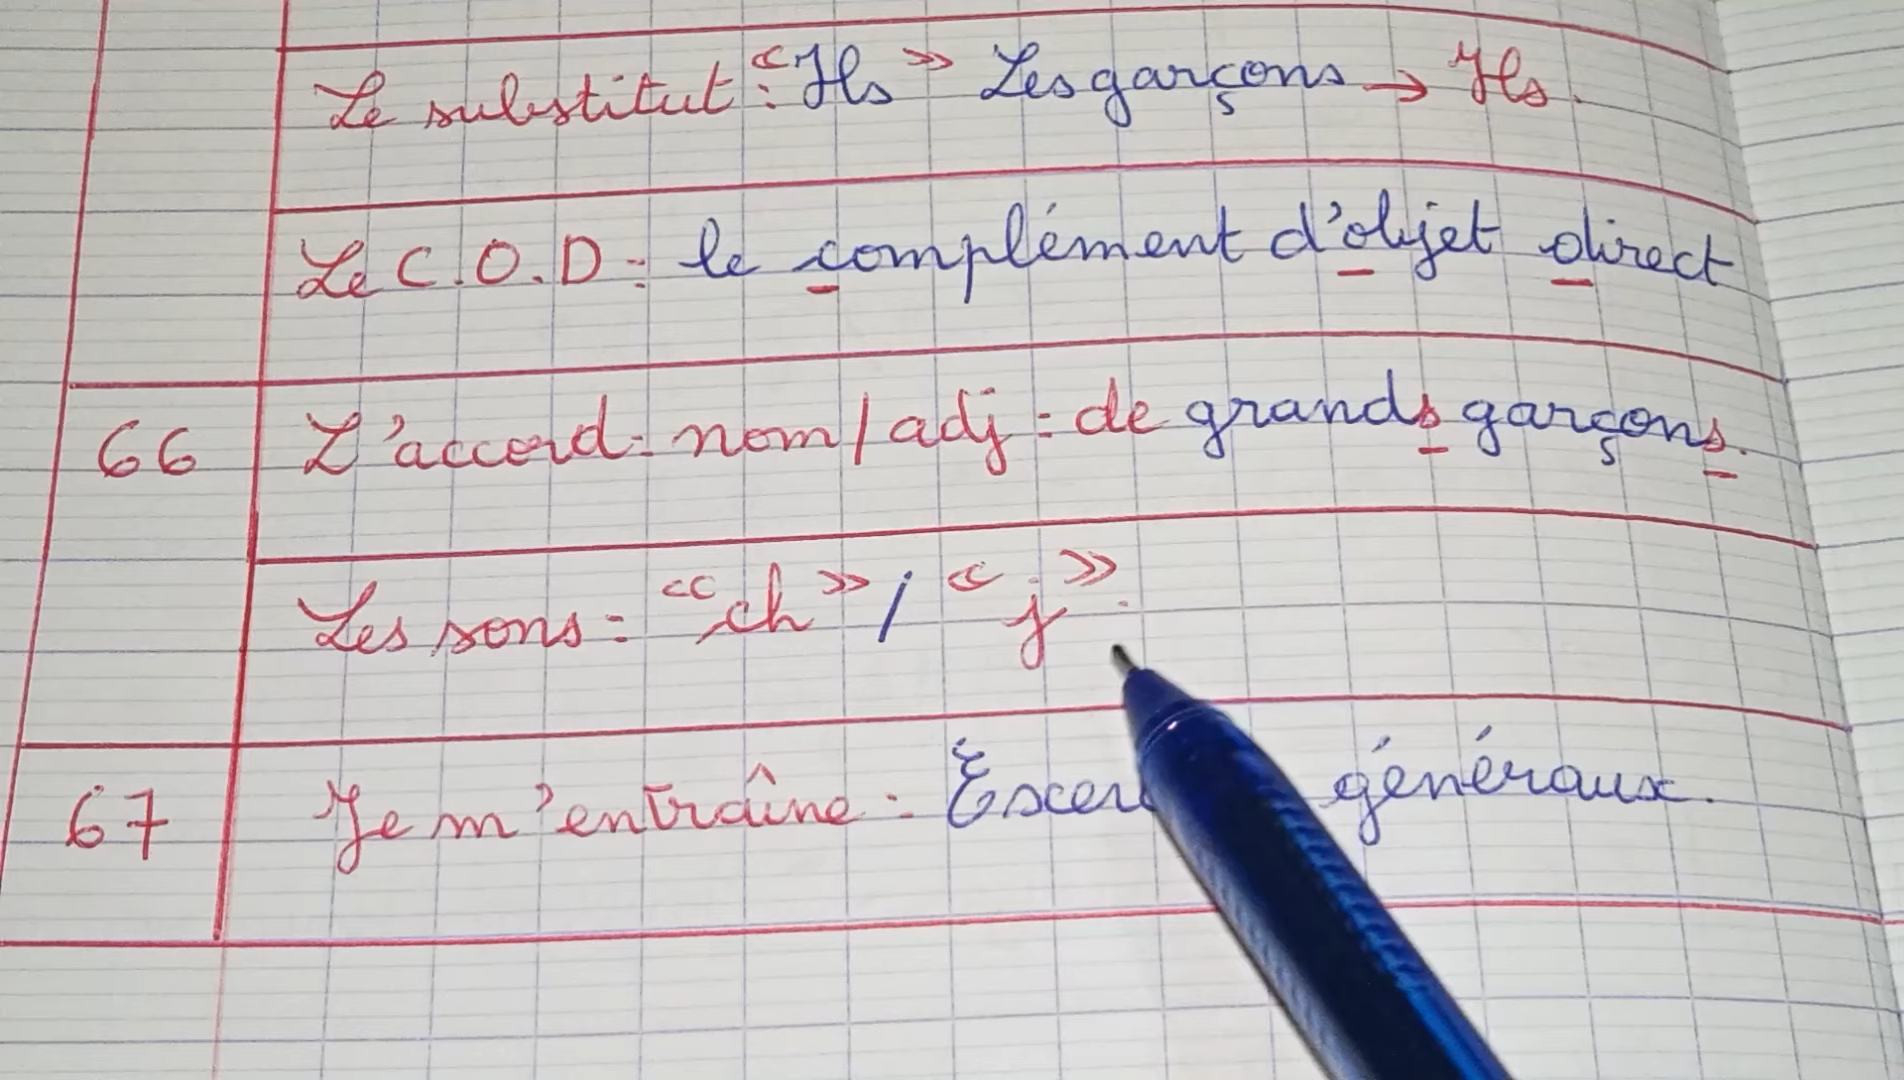 Le substitut : « Ils » Les garçons → Ils.
Le C.O.D : le complément d'objet direct
66 L'accord : nom / adj : de grands garçons.
Les sons : « ch » / « j ».
67 Je m'entraîne : généraux.